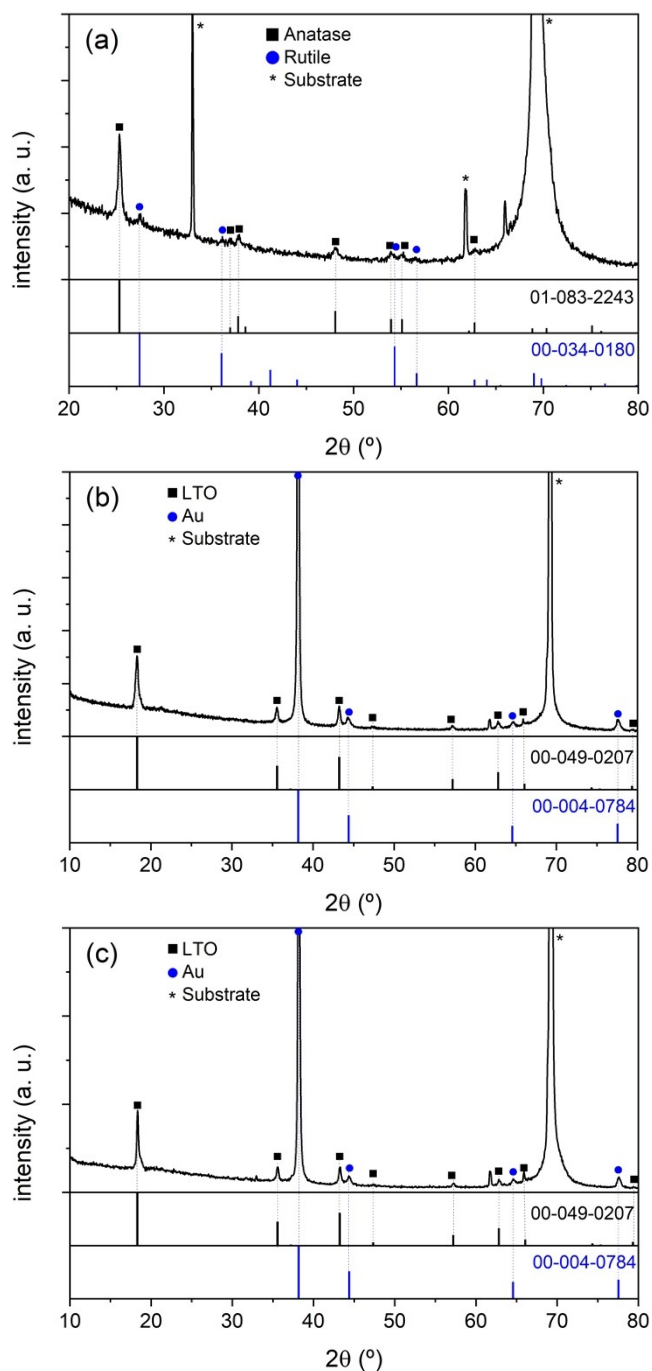 (a)
■ Anatase
● Rutile
* Substrate
*
*
*
intensity (a. u.)
01-083-2243
00-034-0180
20 30 40 50 60 70 80
2θ (º)
(b)
■ LTO
● Au
* Substrate
*
intensity (a. u.)
00-049-0207
00-004-0784
10 20 30 40 50 60 70 80
2θ (º)
(c)
■ LTO
● Au
* Substrate
*
intensity (a. u.)
00-049-0207
00-004-0784
10 20 30 40 50 60 70 80
2θ (º)